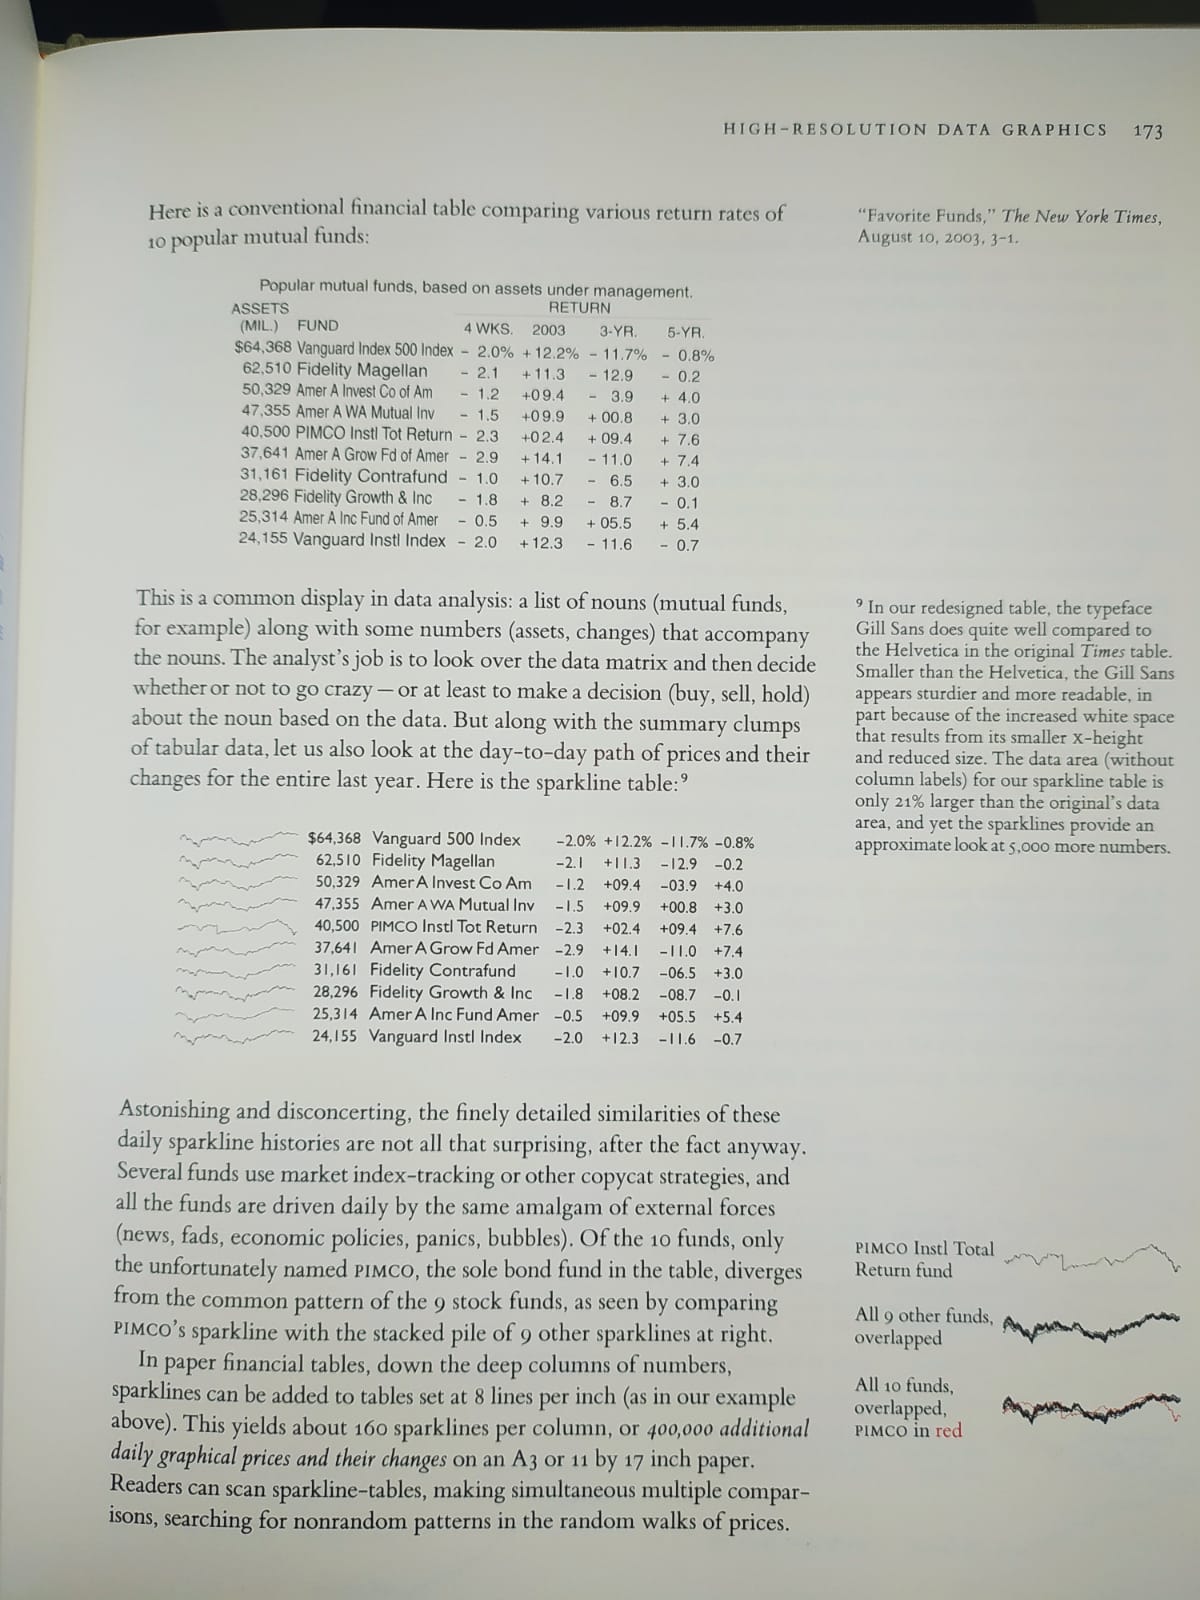 HIGH-RESOLUTION DATA GRAPHICS 173
Here is a conventional financial table comparing various return rates of
10 popular mutual funds:
"Favorite Funds," The New York Times,
August 10, 2003, 3-1.
Popular mutual funds, based on assets under management.
ASSETS RETURN
(MIL.) FUND 4 WKS. 2003 3-YR. 5-YR.
$64,368 Vanguard Index 500 Index - 2.0% + 12.2% - 11.7% - 0.8%
62,510 Fidelity Magellan - 2.1 + 11.3 - 12.9 - 0.2
50,329 Amer A Invest Co of Am - 1.2 +09.4 - 3.9 + 4.0
47,355 Amer A WA Mutual Inv - 1.5 +09.9 + 00.8 + 3.0
40,500 PIMCO Instl Tot Return - 2.3 +02.4 + 09.4 + 7.6
37,641 Amer A Grow Fd of Amer - 2.9 + 14.1 - 11.0 + 7.4
31,161 Fidelity Contrafund - 1.0 + 10.7 - 6.5 + 3.0
28,296 Fidelity Growth & Inc - 1.8 + 8.2 - 8.7 - 0.1
25,314 Amer A Inc Fund of Amer - 0.5 + 9.9 + 05.5 + 5.4
24,155 Vanguard Instl Index - 2.0 + 12.3 - 11.6 - 0.7
This is a common display in data analysis: a list of nouns (mutual funds,
for example) along with some numbers (assets, changes) that accompany
the nouns. The analyst's job is to look over the data matrix and then decide
whether or not to go crazy — or at least to make a decision (buy, sell, hold)
about the noun based on the data. But along with the summary clumps
of tabular data, let us also look at the day-to-day path of prices and their
changes for the entire last year. Here is the sparkline table:⁹
⁹ In our redesigned table, the typeface
Gill Sans does quite well compared to
the Helvetica in the original Times table.
Smaller than the Helvetica, the Gill Sans
appears sturdier and more readable, in
part because of the increased white space
that results from its smaller x-height
and reduced size. The data area (without
column labels) for our sparkline table is
only 21% larger than the original's data
area, and yet the sparklines provide an
approximate look at 5,000 more numbers.
$64,368 Vanguard 500 Index -2.0% +12.2% -11.7% -0.8%
62,510 Fidelity Magellan -2.1 +11.3 -12.9 -0.2
50,329 Amer A Invest Co Am -1.2 +09.4 -03.9 +4.0
47,355 Amer A WA Mutual Inv -1.5 +09.9 +00.8 +3.0
40,500 PIMCO Instl Tot Return -2.3 +02.4 +09.4 +7.6
37,641 Amer A Grow Fd Amer -2.9 +14.1 -11.0 +7.4
31,161 Fidelity Contrafund -1.0 +10.7 -06.5 +3.0
28,296 Fidelity Growth & Inc -1.8 +08.2 -08.7 -0.1
25,314 Amer A Inc Fund Amer -0.5 +09.9 +05.5 +5.4
24,155 Vanguard Instl Index -2.0 +12.3 -11.6 -0.7
Astonishing and disconcerting, the finely detailed similarities of these
daily sparkline histories are not all that surprising, after the fact anyway.
Several funds use market index-tracking or other copycat strategies, and
all the funds are driven daily by the same amalgam of external forces
(news, fads, economic policies, panics, bubbles). Of the 10 funds, only
the unfortunately named PIMCO, the sole bond fund in the table, diverges
from the common pattern of the 9 stock funds, as seen by comparing
PIMCO's sparkline with the stacked pile of 9 other sparklines at right.
In paper financial tables, down the deep columns of numbers,
sparklines can be added to tables set at 8 lines per inch (as in our example
above). This yields about 160 sparklines per column, or 400,000 additional
daily graphical prices and their changes on an A3 or 11 by 17 inch paper.
Readers can scan sparkline-tables, making simultaneous multiple compar-
isons, searching for nonrandom patterns in the random walks of prices.
PIMCO Instl Total
Return fund
All 9 other funds,
overlapped
All 10 funds,
overlapped,
PIMCO in red